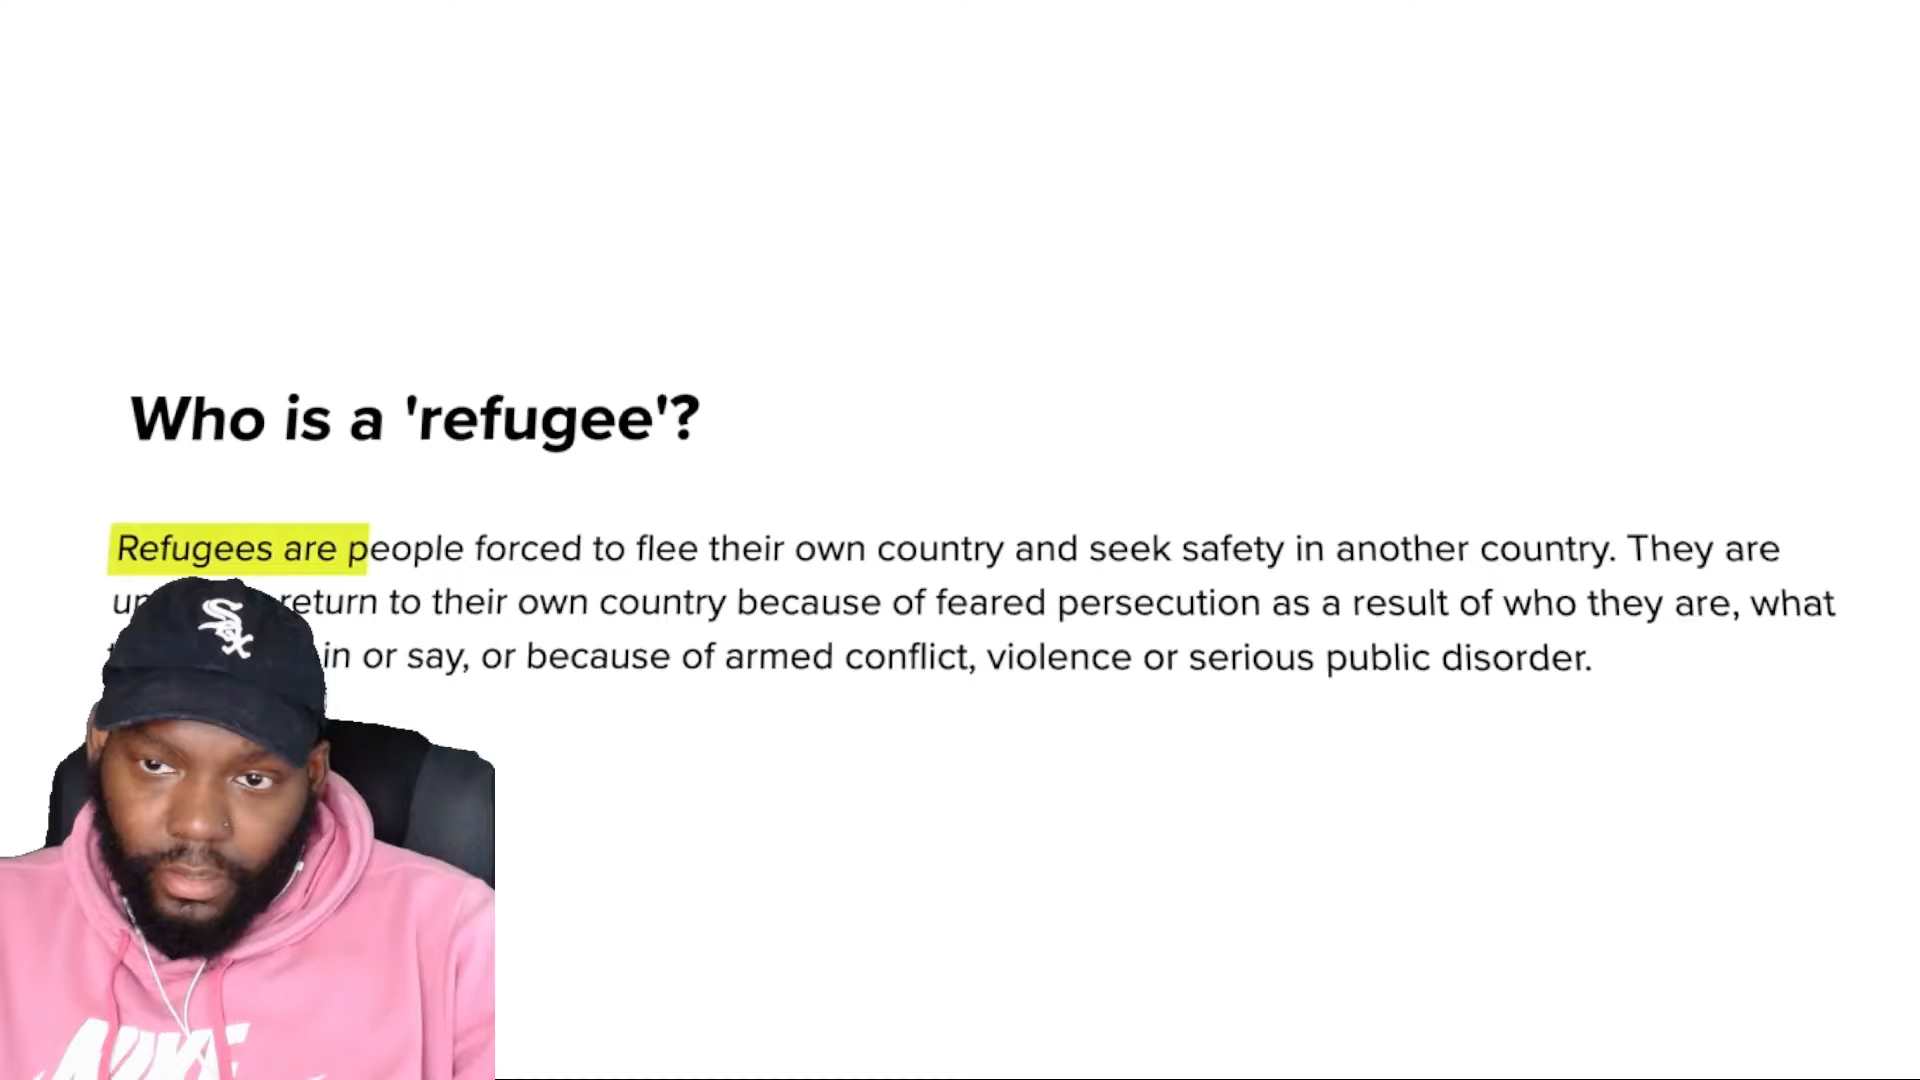 Who is a 'refugee'?
Refugees are people forced to flee their own country and seek safety in another country. They are
return to their own country because of feared persecution as a result of who they are, what
in or say, or because of armed conflict, violence or serious public disorder.
Sox
NIKE